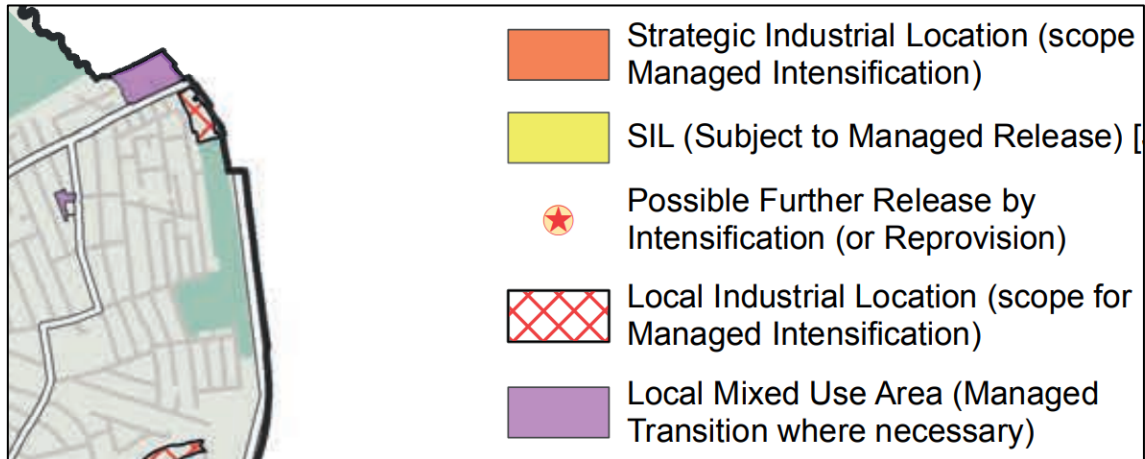 Strategic Industrial Location (scope
Managed Intensification)
SIL (Subject to Managed Release) [
Possible Further Release by
Intensification (or Reprovision)
Local Industrial Location (scope for
Managed Intensification)
Local Mixed Use Area (Managed
Transition where necessary)